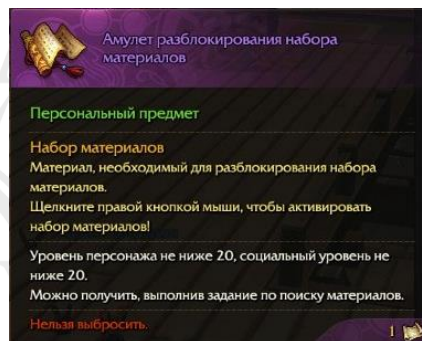 Амулет разблокирования набора
материалов
Персональный предмет
Набор материалов
Материал, необходимый для разблокирования набора
материалов.
Щелкните правой кнопкой мыши, чтобы активировать
набор материалов!
Уровень персонажа не ниже 20, социальный уровень не
ниже 20.
Можно получить, выполнив задание по поиску материалов.
Нельзя выбросить.
1